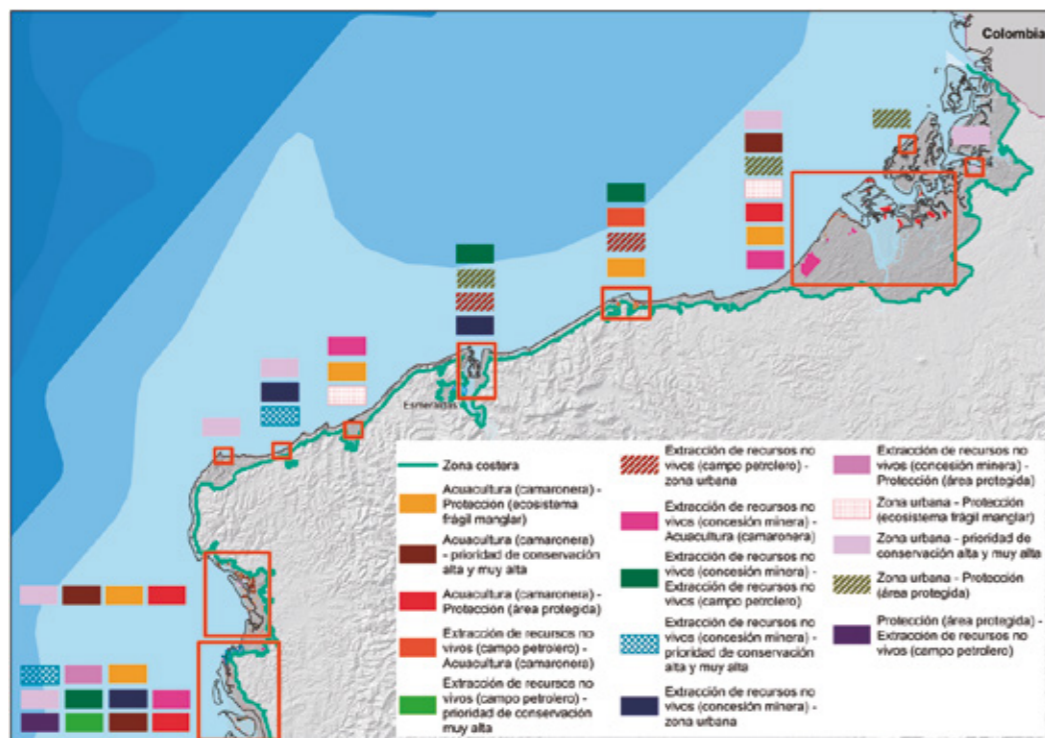 Colombia
Esmeraldas
Zona costera
Acuacultura (camaronera) -
Protección (ecosistema
frágil manglar)
Acuacultura (camaronera)
- prioridad de conservación
alta y muy alta
Acuacultura (camaronera) -
Protección (área protegida)
Extracción de recursos no
vivos (campo petrolero) -
Acuacultura (camaronera)
Extracción de recursos no
vivos (campo petrolero) -
prioridad de conservación
muy alta
Extracción de recursos no
vivos (campo petrolero) -
zona urbana
Extracción de recursos no
vivos (concesión minera) -
Acuacultura (camaronera)
Extracción de recursos no
vivos (concesión minera) -
Extracción de recursos no
vivos (campo petrolero)
Extracción de recursos no
vivos (concesión minera) -
prioridad de conservación
alta y muy alta
Extracción de recursos no
vivos (concesión minera) -
zona urbana
Extracción de recursos no
vivos (concesión minera) -
Protección (área protegida)
Zona urbana - Protección
(ecosistema frágil manglar)
Zona urbana - prioridad de
conservación alta y muy alta
Zona urbana - Protección
(área protegida)
Protección (área protegida) -
Extracción de recursos no
vivos (campo petrolero)